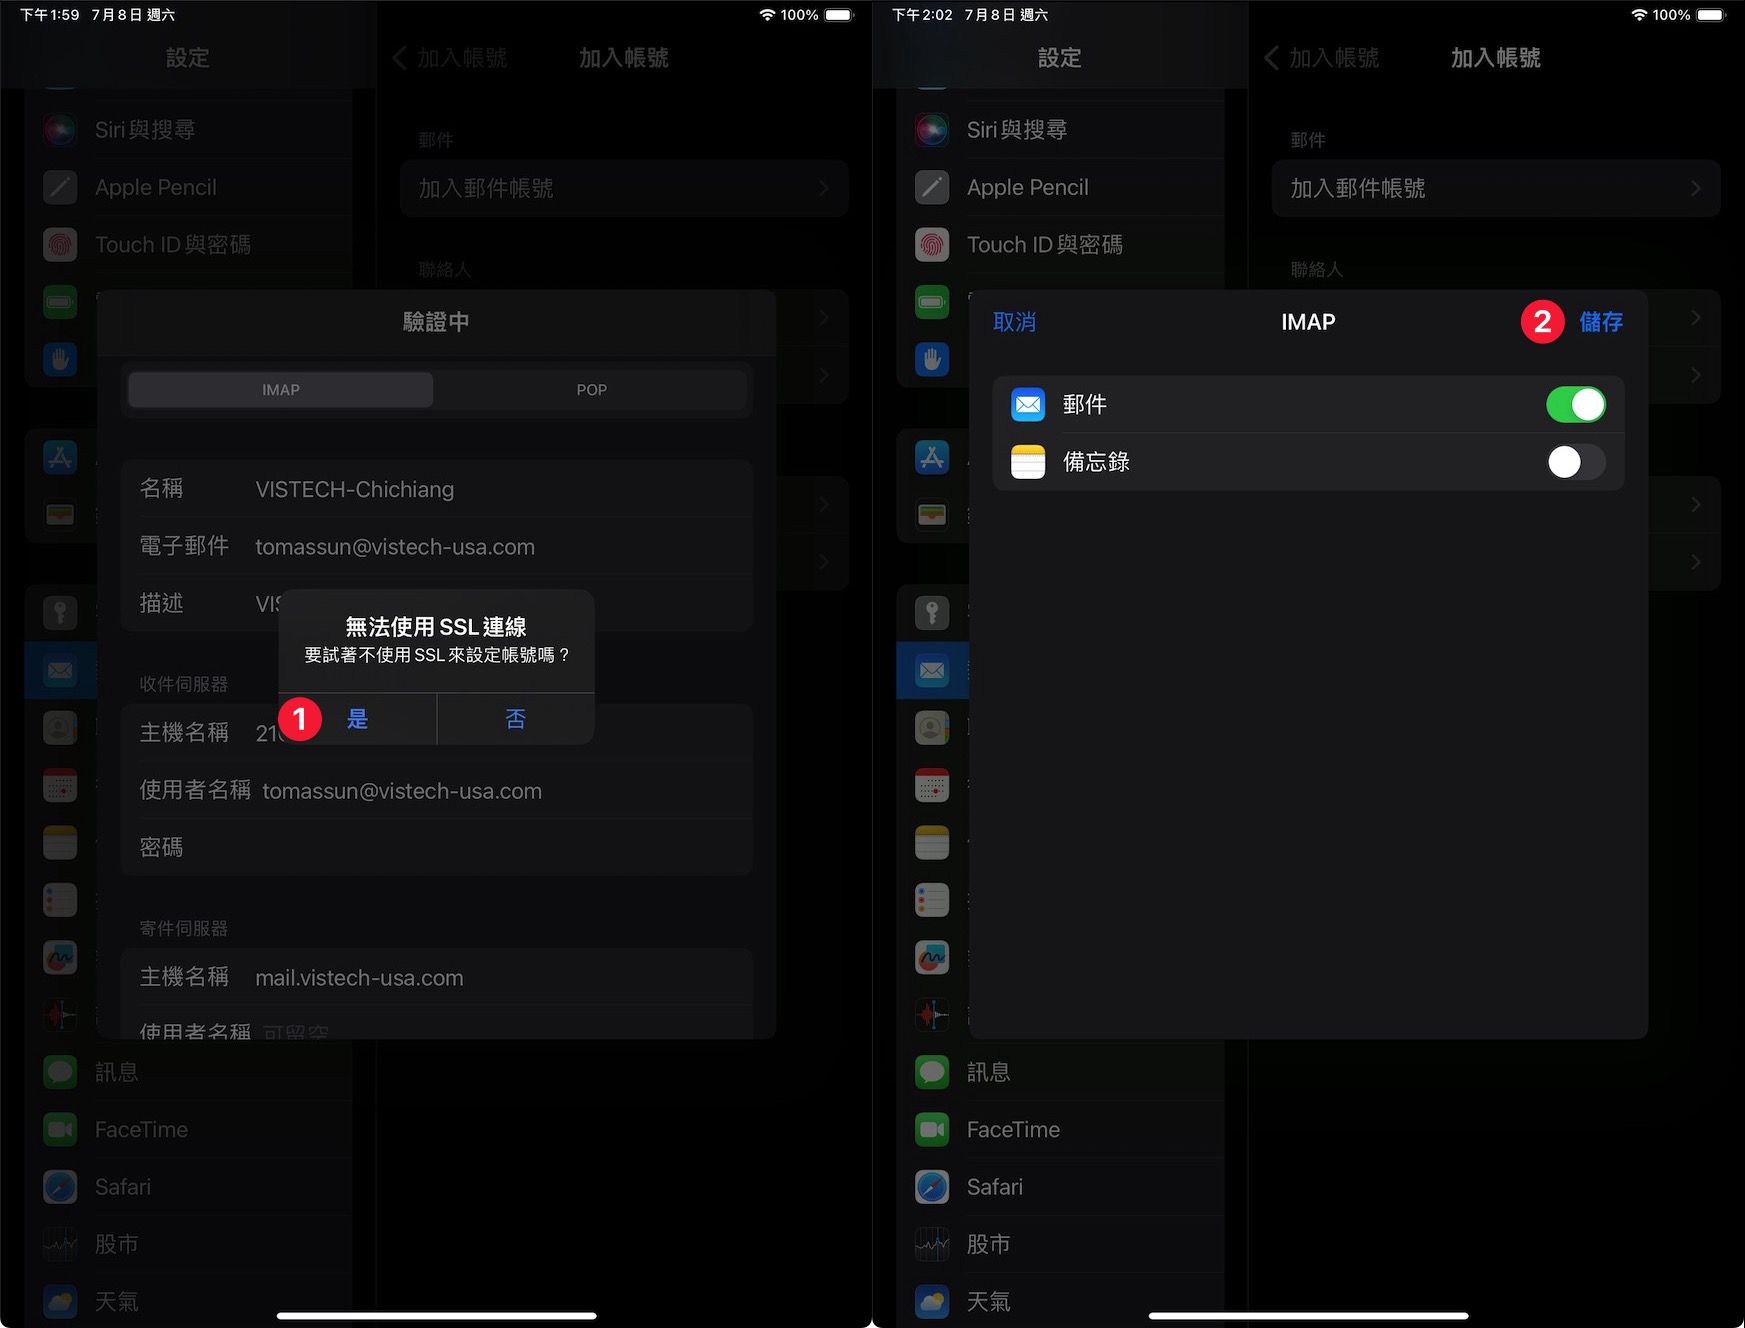 下午1:59 7月8日 週六
100%
設定
加入帳號
加入帳號
Siri與搜尋
Apple Pencil
Touch ID與密碼
郵件
加入郵件帳號
聯絡人
驗證中
IMAP
POP
名稱 VISTECH-Chichiang
電子郵件 tomassun@vistech-usa.com
描述 VIS
無法使用 SSL 連線
要試著不使用 SSL 來設定帳號嗎？
1 是
否
收件伺服器
主機名稱 21
使用者名稱 tomassun@vistech-usa.com
密碼
寄件伺服器
主機名稱 mail.vistech-usa.com
使用者名稱 可留空
訊息
FaceTime
Safari
股市
天氣
下午2:02 7月8日 週六
100%
設定
加入帳號
加入帳號
Siri與搜尋
Apple Pencil
Touch ID與密碼
郵件
加入郵件帳號
聯絡人
取消
IMAP
2 儲存
郵件
備忘錄
訊息
FaceTime
Safari
股市
天氣